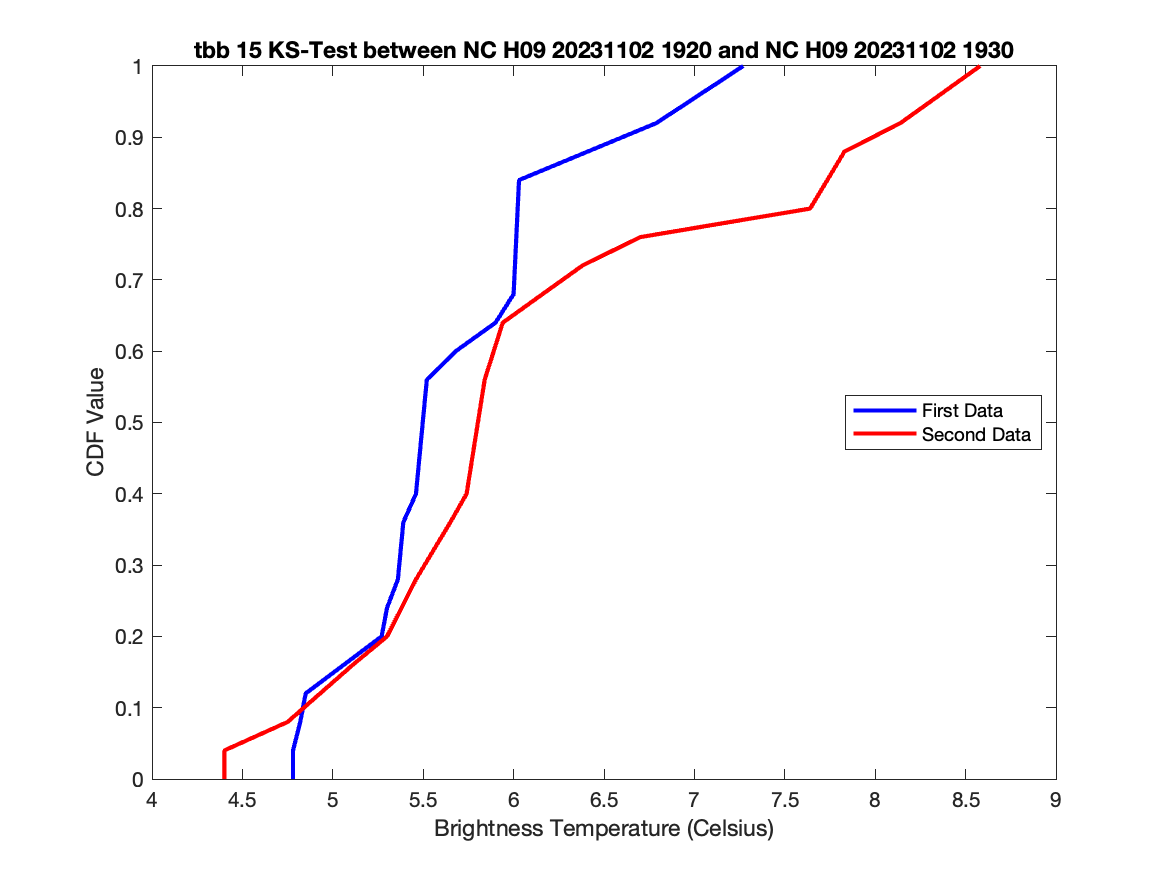 tbb 15 KS-Test between NC H09 20231102 1920 and NC H09 20231102 1930
1
0.9
0.8
0.7
0.6
0.5
0.4
0.3
0.2
0.1
0
CDF Value
First Data
Second Data
4 4.5 5 5.5 6 6.5 7 7.5 8 8.5 9
Brightness Temperature (Celsius)